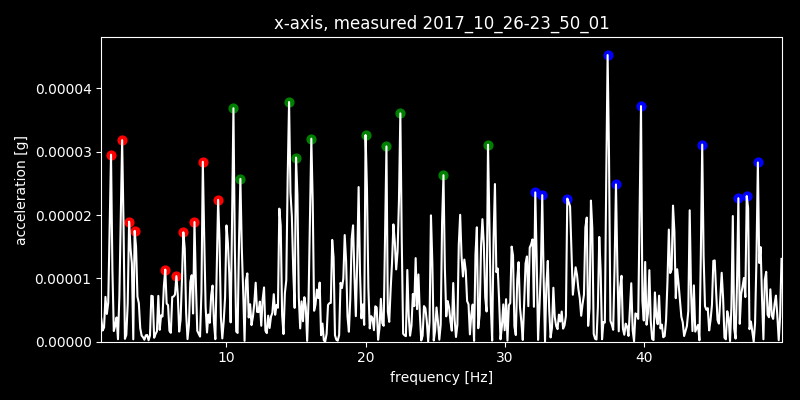 x-axis, measured 2017_10_26-23_50_01
acceleration [g]
0.00004
0.00003
0.00002
0.00001
0.00000
10 20 30 40
frequency [Hz]